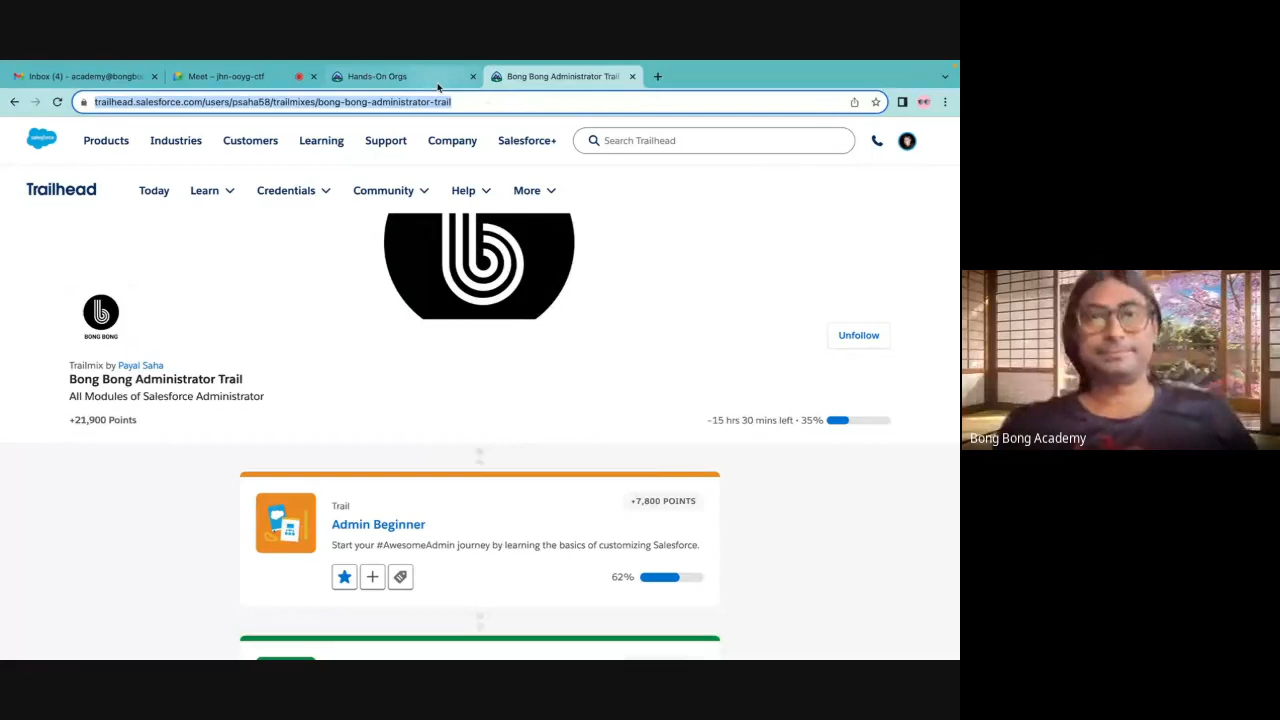 Inbox (4) - academy@bongbo
Meet – jhn-ooyg-ctf
Hands-On Orgs
Bong Bong Administrator Trail
trailhead.salesforce.com/users/psaha58/trailmixes/bong-bong-administrator-trail
salesforce
Products
Industries
Customers
Learning
Support
Company
Salesforce+
Search Trailhead
Trailhead
Today
Learn
Credentials
Community
Help
More
BONG BONG
Unfollow
Trailmix by Payal Saha
Bong Bong Administrator Trail
All Modules of Salesforce Administrator
+21,900 Points
~15 hrs 30 mins left • 35%
Trail
+7,800 POINTS
Admin Beginner
Start your #AwesomeAdmin journey by learning the basics of customizing Salesforce.
62%
Bong Bong Academy